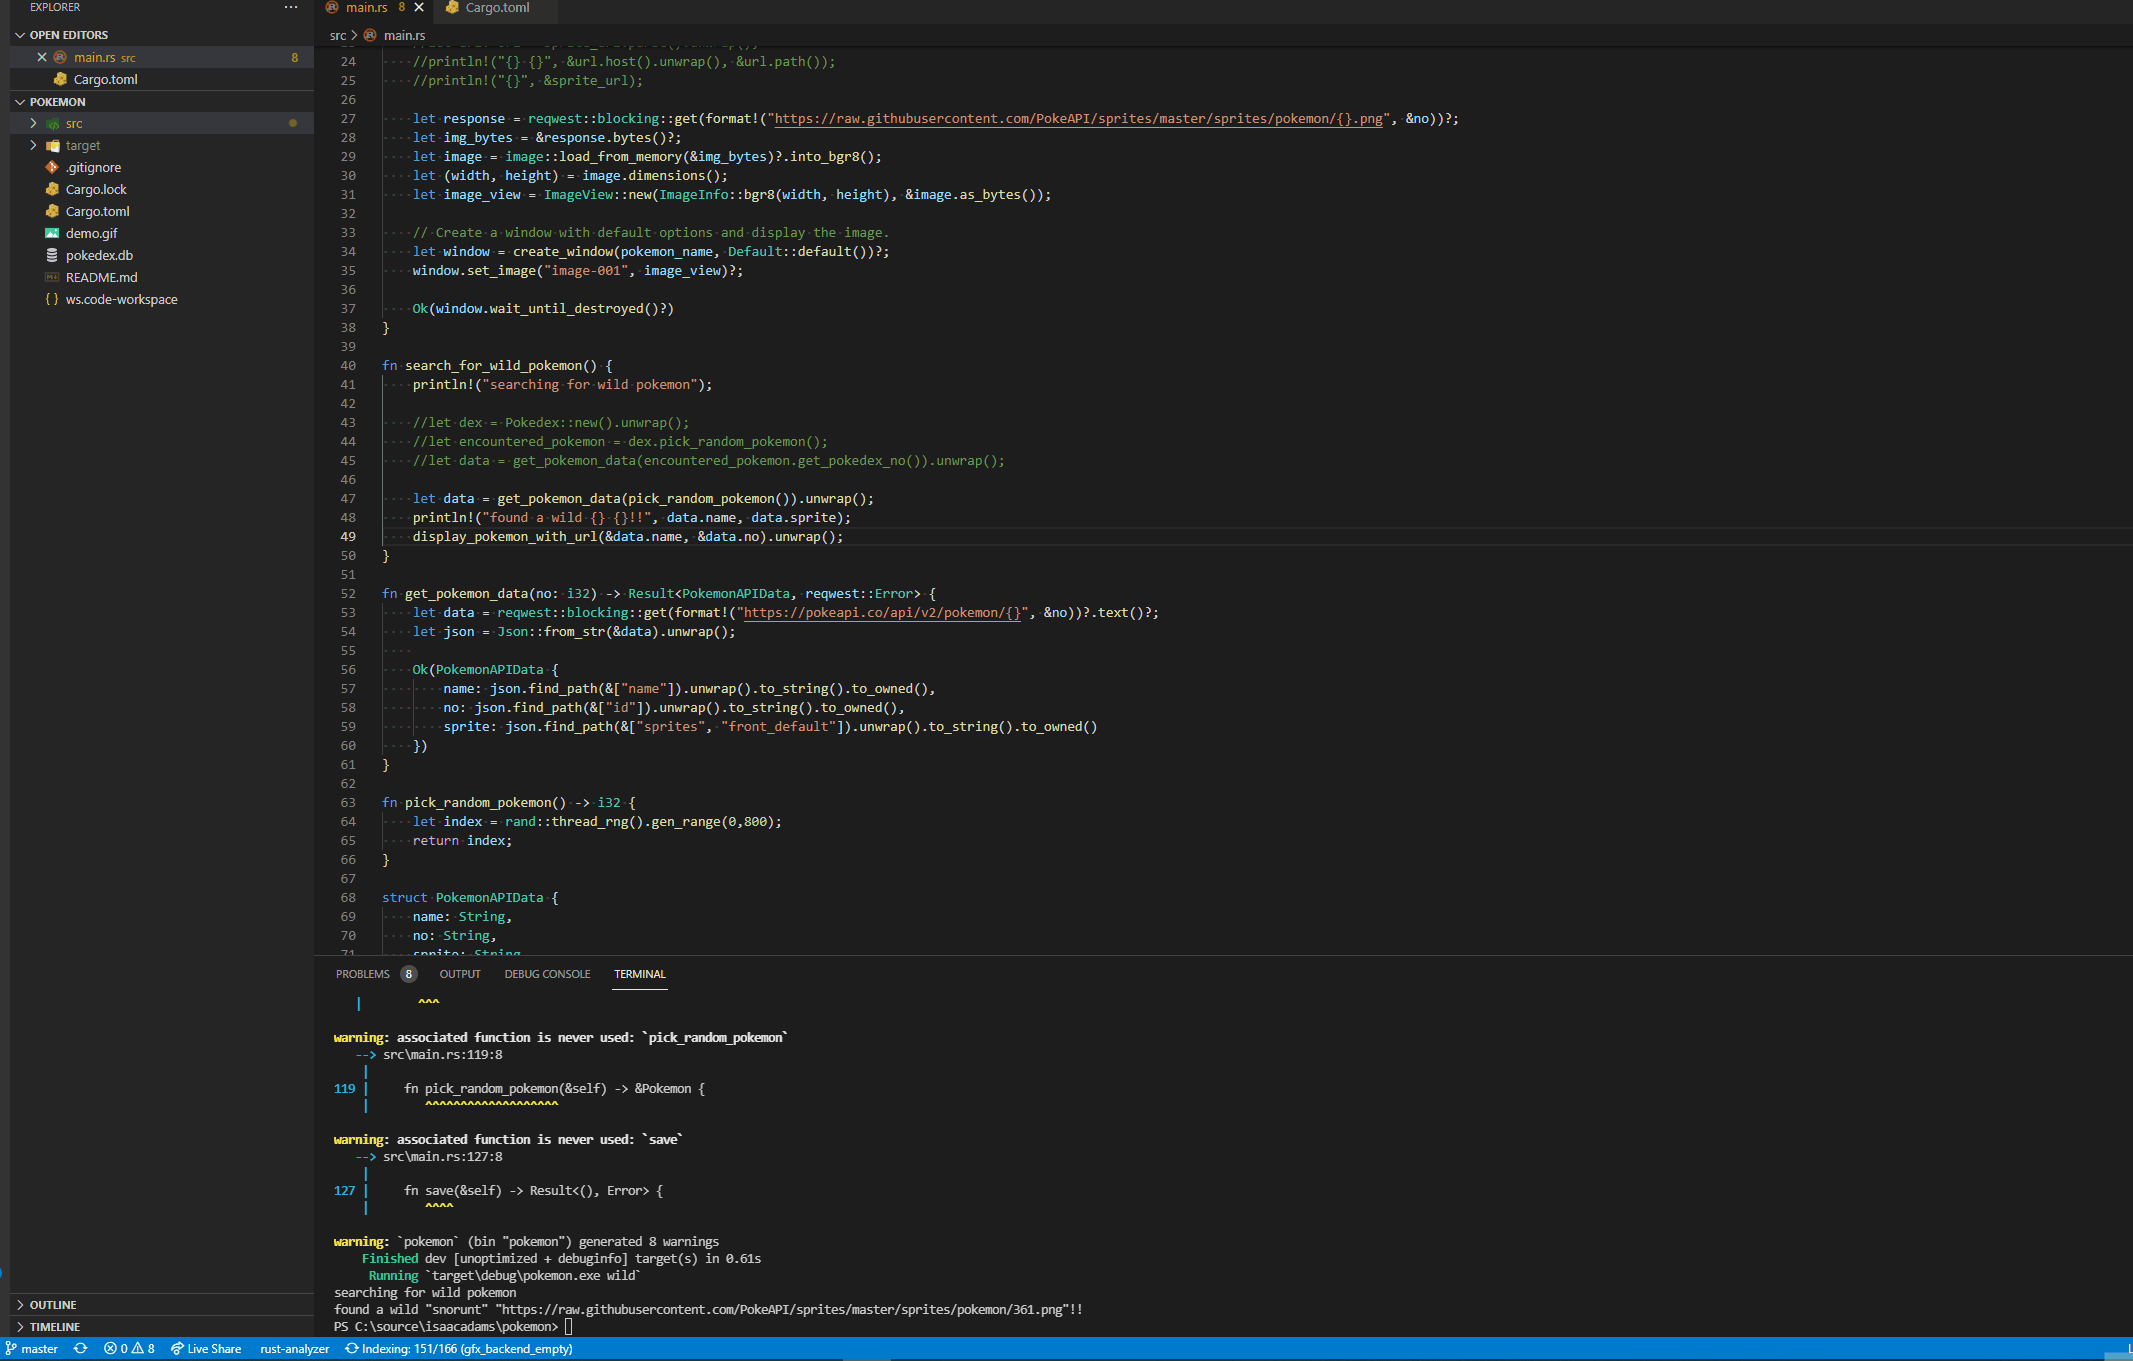 EXPLORER
···
OPEN EDITORS
main.rs src 8
Cargo.toml
POKEMON
src
target
.gitignore
Cargo.lock
Cargo.toml
demo.gif
pokedex.db
README.md
ws.code-workspace
OUTLINE
TIMELINE
main.rs 8
Cargo.toml
src > main.rs
24 //println!("{} {}", &url.host().unwrap(), &url.path());
25 //println!("{}", &sprite_url);
26
27 let response = reqwest::blocking::get(format!("https://raw.githubusercontent.com/PokeAPI/sprites/master/sprites/pokemon/{}.png", &no))?;
28 let img_bytes = &response.bytes()?;
29 let image = image::load_from_memory(&img_bytes)?.into_bgr8();
30 let (width, height) = image.dimensions();
31 let image_view = ImageView::new(ImageInfo::bgr8(width, height), &image.as_bytes());
32
33 // Create a window with default options and display the image.
34 let window = create_window(pokemon_name, Default::default())?;
35 window.set_image("image-001", image_view)?;
36
37 Ok(window.wait_until_destroyed()?)
38 }
39
40 fn search_for_wild_pokemon() {
41 println!("searching for wild pokemon");
42
43 //let dex = Pokedex::new().unwrap();
44 //let encountered_pokemon = dex.pick_random_pokemon();
45 //let data = get_pokemon_data(encountered_pokemon.get_pokedex_no()).unwrap();
46
47 let data = get_pokemon_data(pick_random_pokemon()).unwrap();
48 println!("found a wild {} {}!!", data.name, data.sprite);
49 display_pokemon_with_url(&data.name, &data.no).unwrap();
50 }
51
52 fn get_pokemon_data(no: i32) -> Result<PokemonAPIData, reqwest::Error> {
53 let data = reqwest::blocking::get(format!("https://pokeapi.co/api/v2/pokemon/{}", &no))?.text()?;
54 let json = Json::from_str(&data).unwrap();
55
56 Ok(PokemonAPIData {
57 name: json.find_path(&["name"]).unwrap().to_string().to_owned(),
58 no: json.find_path(&["id"]).unwrap().to_string().to_owned(),
59 sprite: json.find_path(&["sprites", "front_default"]).unwrap().to_string().to_owned()
60 })
61 }
62
63 fn pick_random_pokemon() -> i32 {
64 let index = rand::thread_rng().gen_range(0,800);
65 return index;
66 }
67
68 struct PokemonAPIData {
69 name: String,
70 no: String,
71 sprite: String
PROBLEMS 8 OUTPUT DEBUG CONSOLE TERMINAL
| ^^^
warning: associated function is never used: `pick_random_pokemon`
--> src\main.rs:119:8
|
119 | fn pick_random_pokemon(&self) -> &Pokemon {
| ^^^^^^^^^^^^^^^^^^^
warning: associated function is never used: `save`
--> src\main.rs:127:8
|
127 | fn save(&self) -> Result<(), Error> {
| ^^^^
warning: `pokemon` (bin "pokemon") generated 8 warnings
Finished dev [unoptimized + debuginfo] target(s) in 0.61s
Running `target\debug\pokemon.exe wild`
searching for wild pokemon
found a wild "snorunt" "https://raw.githubusercontent.com/PokeAPI/sprites/master/sprites/pokemon/361.png"!!
PS C:\source\isaacadams\pokemon>
master 0 8 Live Share rust-analyzer Indexing: 151/166 (gfx_backend_empty)